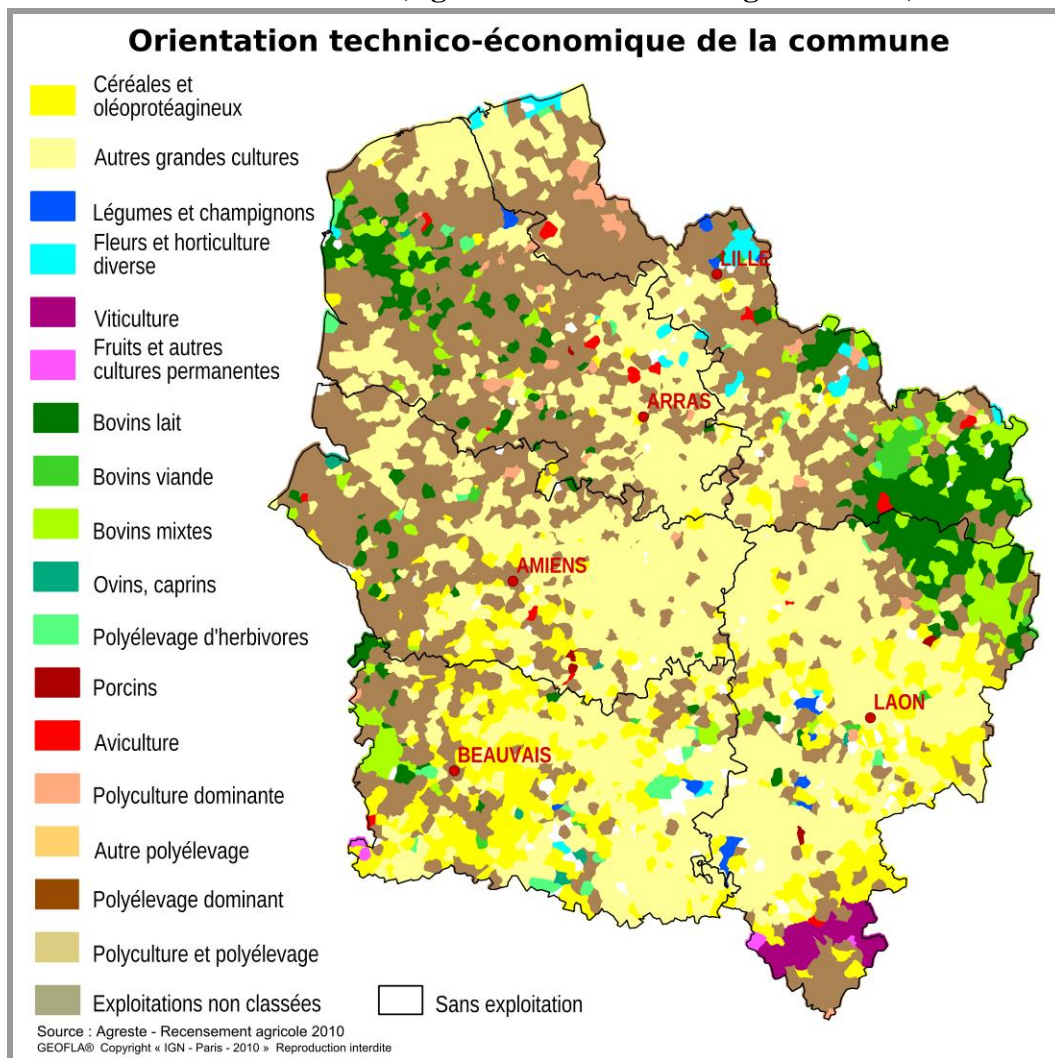 Orientation technico-économique de la commune
Céréales et
oléoprotéagineux
Autres grandes cultures
Légumes et champignons
Fleurs et horticulture
diverse
Viticulture
Fruits et autres
cultures permanentes
Bovins lait
Bovins viande
Bovins mixtes
Ovins, caprins
Polyélevage d'herbivores
Porcins
Aviculture
Polyculture dominante
Autre polyélevage
Polyélevage dominant
Polyculture et polyélevage
Exploitations non classées
Sans exploitation
LILLE
ARRAS
AMIENS
LAON
BEAUVAIS
Source : Agreste - Recensement agricole 2010
GEOFLA® Copyright « IGN - Paris - 2010 » Reproduction interdite